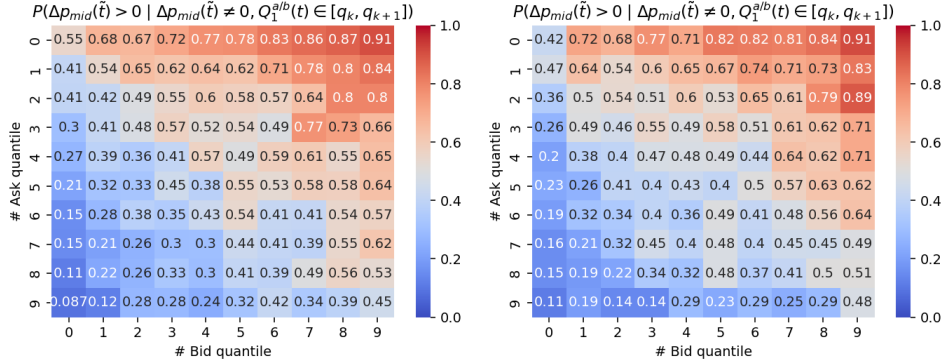 P(Δp_mid(t̃) > 0 | Δp_mid(t̃) ≠ 0, Q_1^{a/b}(t) ∈ [q_k, q_{k+1}])
# Ask quantile
0 0.55 0.68 0.67 0.72 0.77 0.78 0.83 0.86 0.87 0.91
1 0.41 0.54 0.65 0.62 0.64 0.62 0.71 0.78 0.8 0.84
2 0.41 0.42 0.49 0.55 0.6 0.58 0.57 0.64 0.8 0.8
3 0.3 0.41 0.48 0.57 0.52 0.54 0.49 0.77 0.73 0.66
4 0.27 0.39 0.36 0.41 0.57 0.49 0.59 0.61 0.55 0.65
5 0.21 0.32 0.33 0.45 0.38 0.55 0.53 0.58 0.58 0.64
6 0.15 0.28 0.38 0.35 0.43 0.54 0.41 0.41 0.54 0.57
7 0.15 0.21 0.26 0.3 0.3 0.44 0.41 0.39 0.55 0.62
8 0.11 0.22 0.26 0.33 0.3 0.41 0.39 0.49 0.56 0.53
9 0.087 0.12 0.28 0.28 0.24 0.32 0.42 0.34 0.39 0.45
0 1 2 3 4 5 6 7 8 9
# Bid quantile
1.0
0.8
0.6
0.4
0.2
0.0
P(Δp_mid(t̃) > 0 | Δp_mid(t̃) ≠ 0, Q_1^{a/b}(t) ∈ [q_k, q_{k+1}])
# Ask quantile
0 0.42 0.72 0.68 0.77 0.71 0.82 0.82 0.81 0.84 0.91
1 0.47 0.64 0.54 0.6 0.65 0.67 0.74 0.71 0.73 0.83
2 0.36 0.5 0.54 0.51 0.6 0.53 0.65 0.61 0.79 0.89
3 0.26 0.49 0.46 0.55 0.49 0.58 0.51 0.61 0.62 0.71
4 0.2 0.38 0.4 0.47 0.48 0.49 0.44 0.64 0.62 0.71
5 0.23 0.26 0.41 0.4 0.43 0.4 0.5 0.57 0.63 0.62
6 0.19 0.32 0.34 0.4 0.36 0.49 0.41 0.48 0.56 0.64
7 0.16 0.21 0.32 0.45 0.4 0.48 0.4 0.45 0.45 0.49
8 0.15 0.19 0.22 0.34 0.32 0.48 0.37 0.41 0.5 0.51
9 0.11 0.19 0.14 0.14 0.29 0.23 0.29 0.25 0.29 0.48
0 1 2 3 4 5 6 7 8 9
# Bid quantile
1.0
0.8
0.6
0.4
0.2
0.0